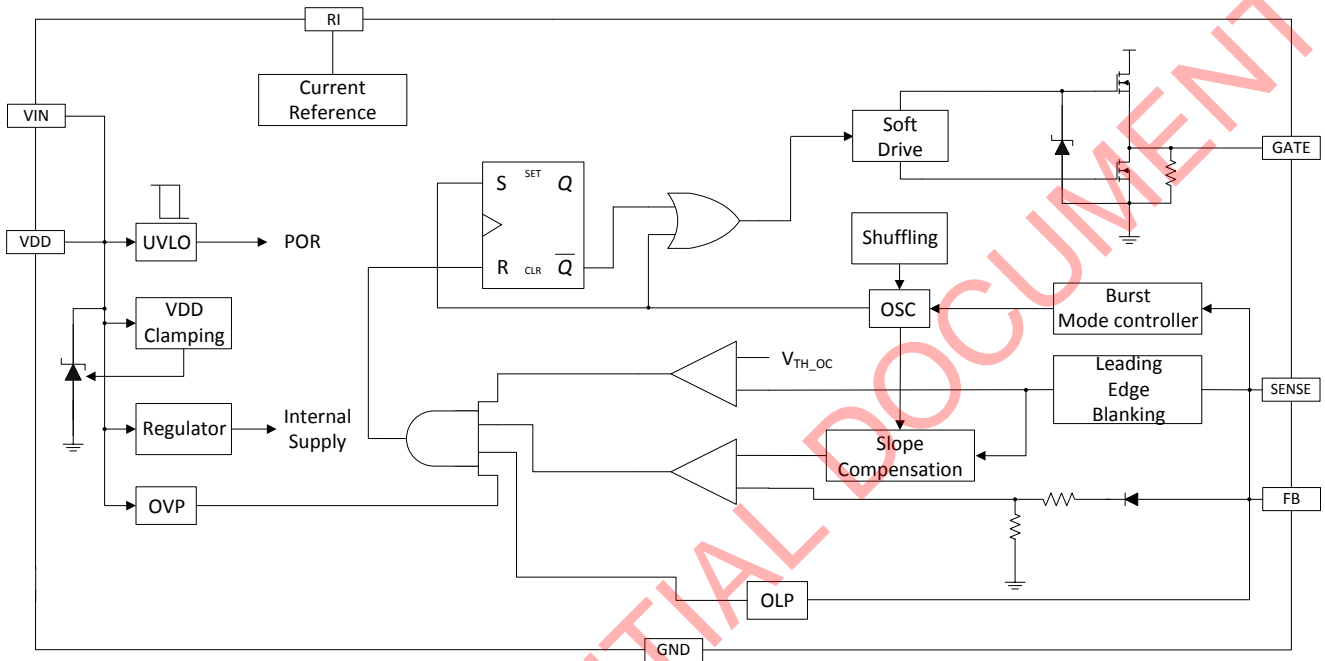 RI
Current
Reference
VIN
Soft
Drive
GATE
S SET Q
R CLR Q̅
VDD
UVLO
POR
Shuffling
OSC
Burst
Mode controller
VDD
Clamping
V_TH_OC
Leading
Edge
Blanking
SENSE
Regulator
Internal
Supply
Slope
Compensation
OVP
FB
OLP
GND
NTIAL DOCUMENT